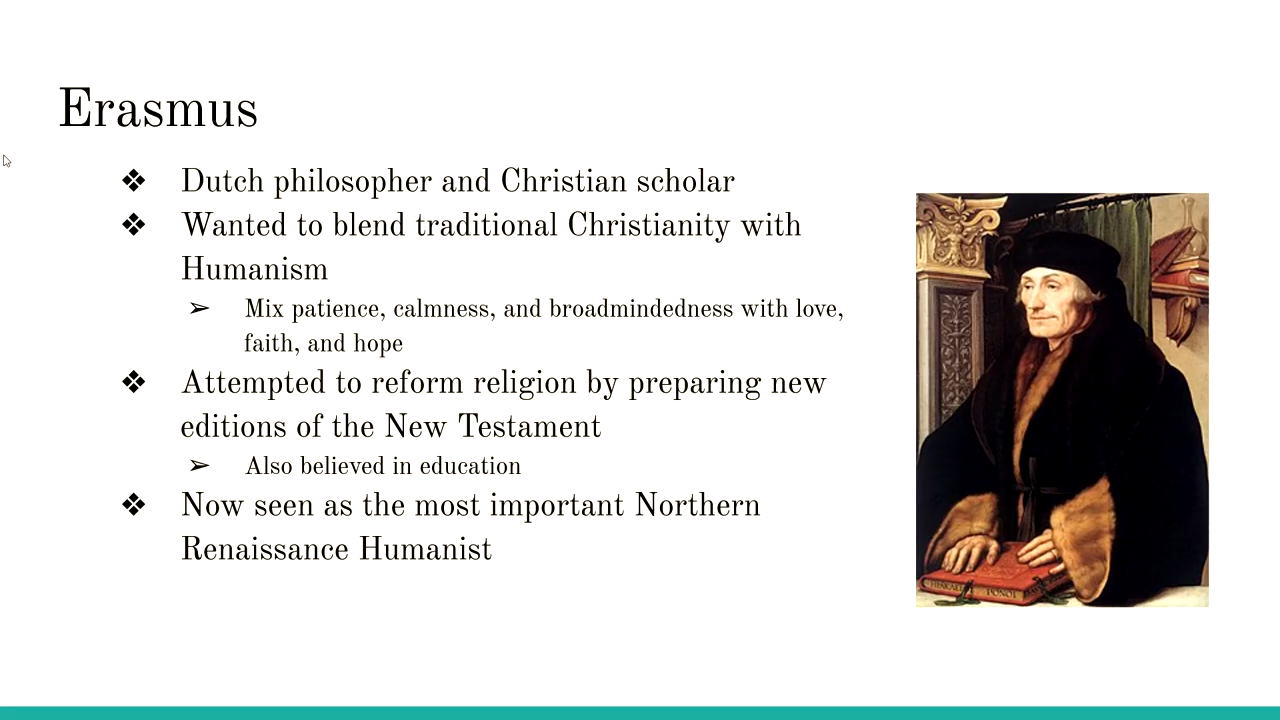 Erasmus
❖ Dutch philosopher and Christian scholar
❖ Wanted to blend traditional Christianity with
Humanism
➢ Mix patience, calmness, and broadmindedness with love,
faith, and hope
❖ Attempted to reform religion by preparing new
editions of the New Testament
➢ Also believed in education
❖ Now seen as the most important Northern
Renaissance Humanist